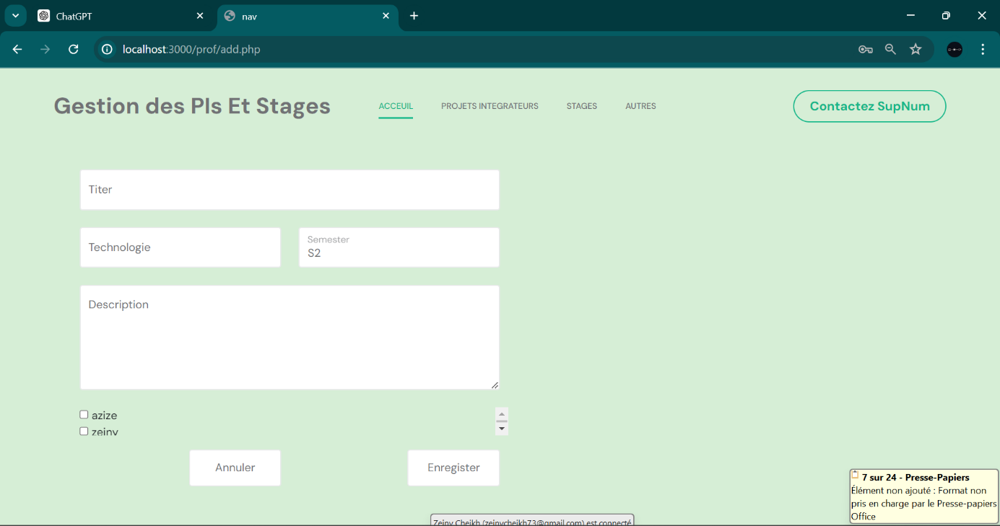 ChatGPT
nav
localhost:3000/prof/add.php
Gestion des PIs Et Stages
ACCEUIL
PROJETS INTEGRATEURS
STAGES
AUTRES
Contactez SupNum
Titer
Technologie
Semester
S2
Description
azize
zeiny
Annuler
Enregister
7 sur 24 - Presse-Papiers
Élément non ajouté : Format non
pris en charge par le Presse-papiers
Office
Zeiny Cheikh (zeinycheikh73@gmail.com) est connecté